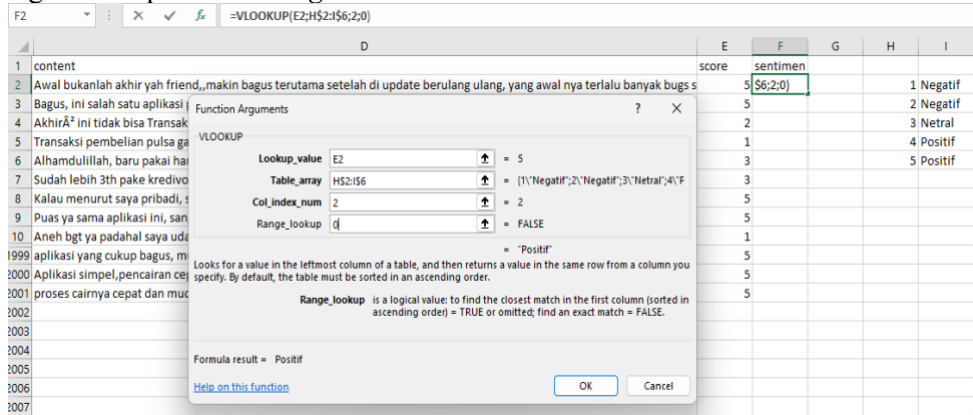 F2 =VLOOKUP(E2;H$2:I$6;2;0)
D E F G H I
1 content score sentimen
2 Awal bukanlah akhir yah friend,,makin bagus terutama setelah di update berulang ulang, yang awal nya terlalu banyak bugs s 5 $6;2;0) 1 Negatif
3 Bagus, ini salah satu aplikasi 5 2 Negatif
4 AkhirÂ² ini tidak bisa Transak 2 3 Netral
5 Transaksi pembelian pulsa ga 1 4 Positif
6 Alhamdulillah, baru pakai ha 3 5 Positif
7 Sudah lebih 3th pake kredivo 3
8 Kalau menurut saya pribadi, s 5
9 Puas ya sama aplikasi ini, san 5
10 Aneh bgt ya padahal saya uda 1
1999 aplikasi yang cukup bagus, m 5
2000 Aplikasi simpel,pencairan ce 5
2001 proses cairnya cepat dan mud 5
2002
2003
2004
2005
2006
2007
Function Arguments ? ×
VLOOKUP
Lookup_value E2 = 5
Table_array H$2:I$6 = {1\"Negatif";2\"Negatif";3\"Netral";4\"F
Col_index_num 2 = 2
Range_lookup 0 = FALSE
= "Positif"
Looks for a value in the leftmost column of a table, and then returns a value in the same row from a column you
specify. By default, the table must be sorted in an ascending order.
Range_lookup is a logical value: to find the closest match in the first column (sorted in
ascending order) = TRUE or omitted; find an exact match = FALSE.
Formula result = Positif
Help on this function OK Cancel